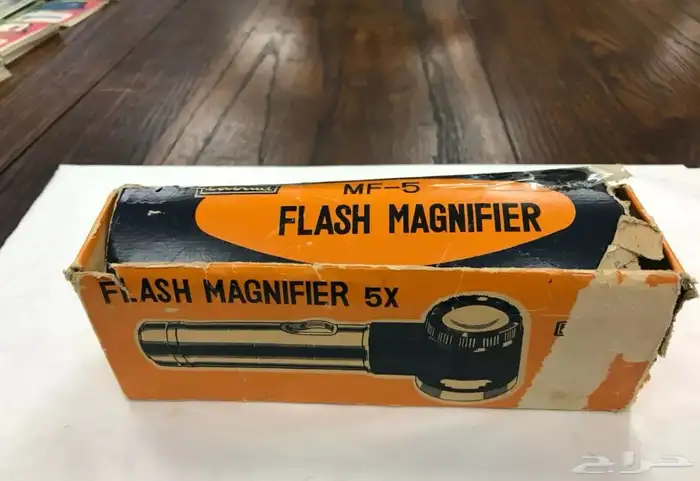 MF-5
FLASH MAGNIFIER
FLASH MAGNIFIER 5X
حراج